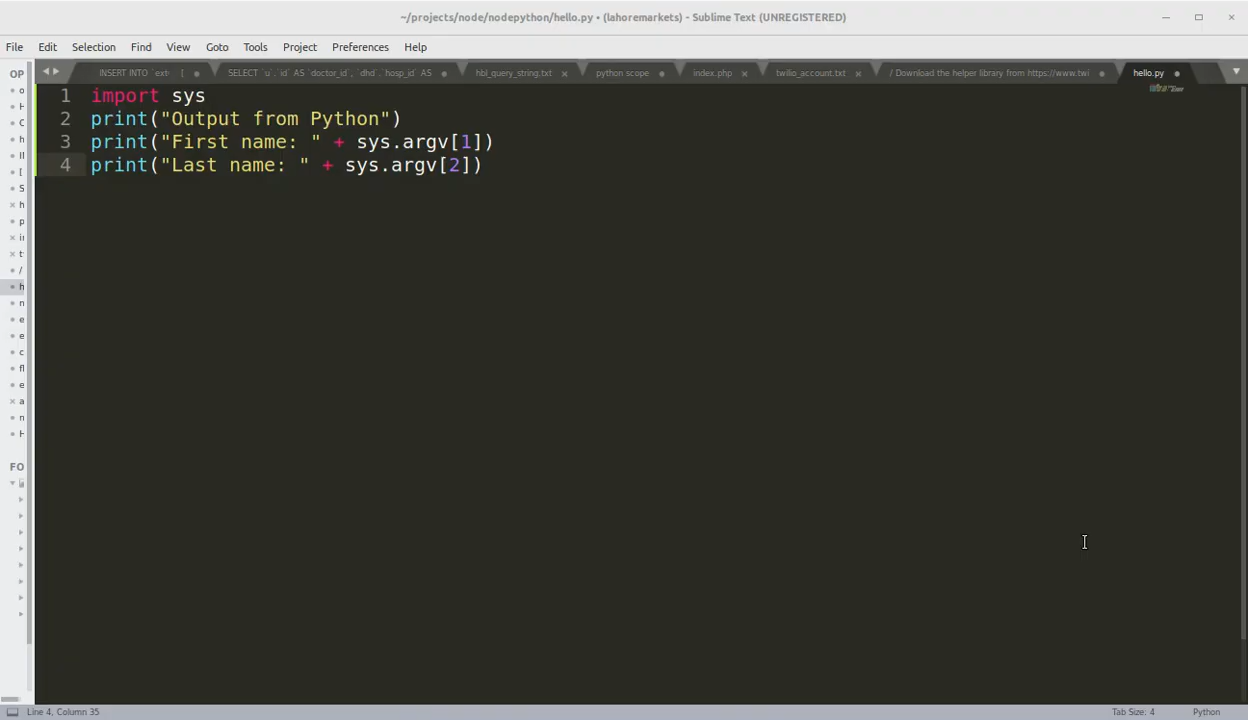 ~/projects/node/nodepython/hello.py • (lahoremarkets) - Sublime Text (UNREGISTERED)
File Edit Selection Find View Goto Tools Project Preferences Help
OP
INSERT INTO `ext [
SELECT `u`.`id` AS `doctor_id`, `dhd`.`hosp_id` AS
hbl_query_string.txt
python scope
index.php
twilio_account.txt
/ Download the helper library from https://www.twi
hello.py
1 import sys
2 print("Output from Python")
3 print("First name: " + sys.argv[1])
4 print("Last name: " + sys.argv[2])
FO
Line 4, Column 35
Tab Size: 4
Python